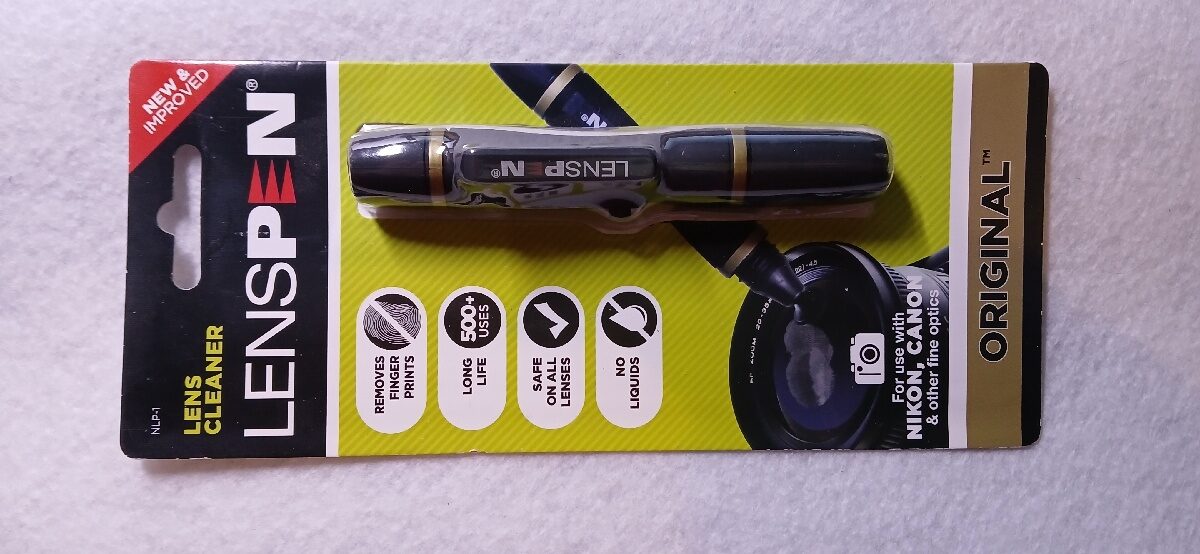 NEW &
IMPROVED
NLP-1
LENS
CLEANER
LENSPEN®
N®
LENSPEN®
REMOVES
FINGER
PRINTS
500+
USES
LONG
LIFE
SAFE
ON ALL
LENSES
NO
LIQUIDS
ZOOM
For use with
NIKON, CANON
& other fine optics
ORIGINAL™